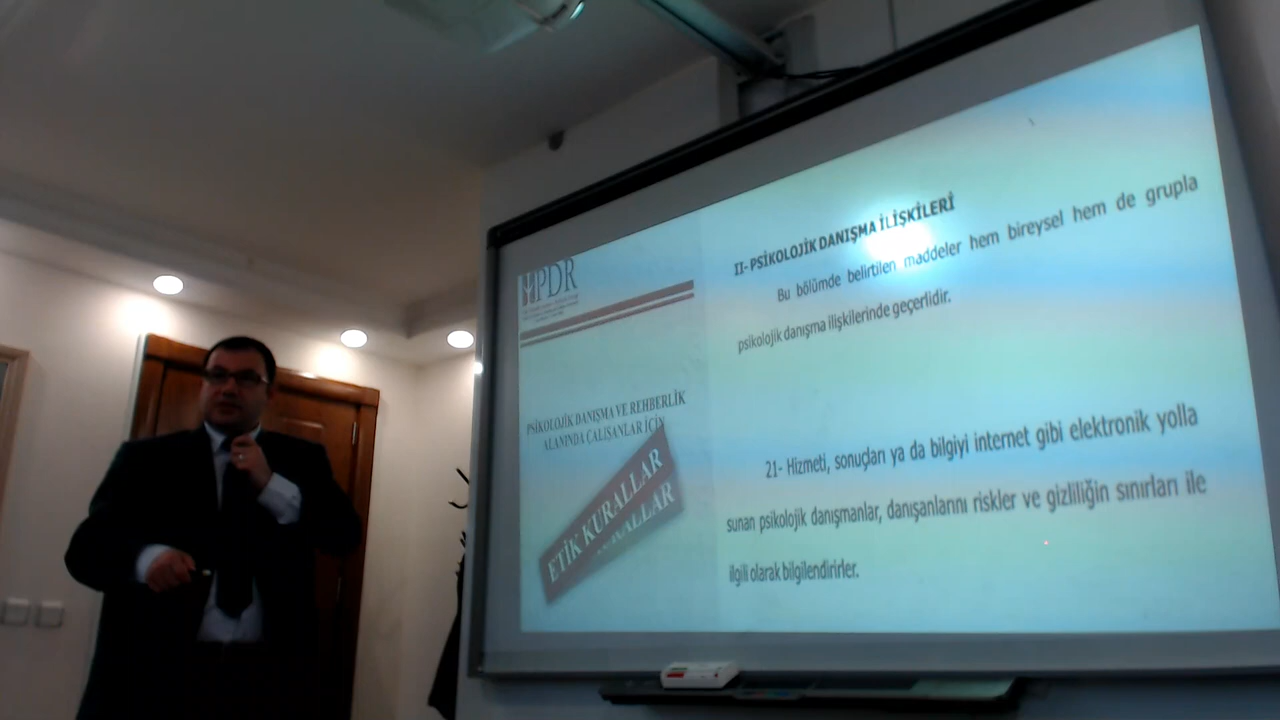 PDR
PSİKOLOJİK DANIŞMA VE REHBERLİK
ALANINDA ÇALIŞANLAR İÇİN
ETİK KURALLAR
II- PSİKOLOJİK DANIŞMA İLİŞKİLERİ
Bu bölümde belirtilen maddeler hem bireysel hem de grupla
psikolojik danışma ilişkilerinde geçerlidir.
21- Hizmeti, sonuçları ya da bilgiyi internet gibi elektronik yolla
sunan psikolojik danışmanlar, danışanlarını riskler ve gizliliğin sınırları ile
ilgili olarak bilgilendirirler.